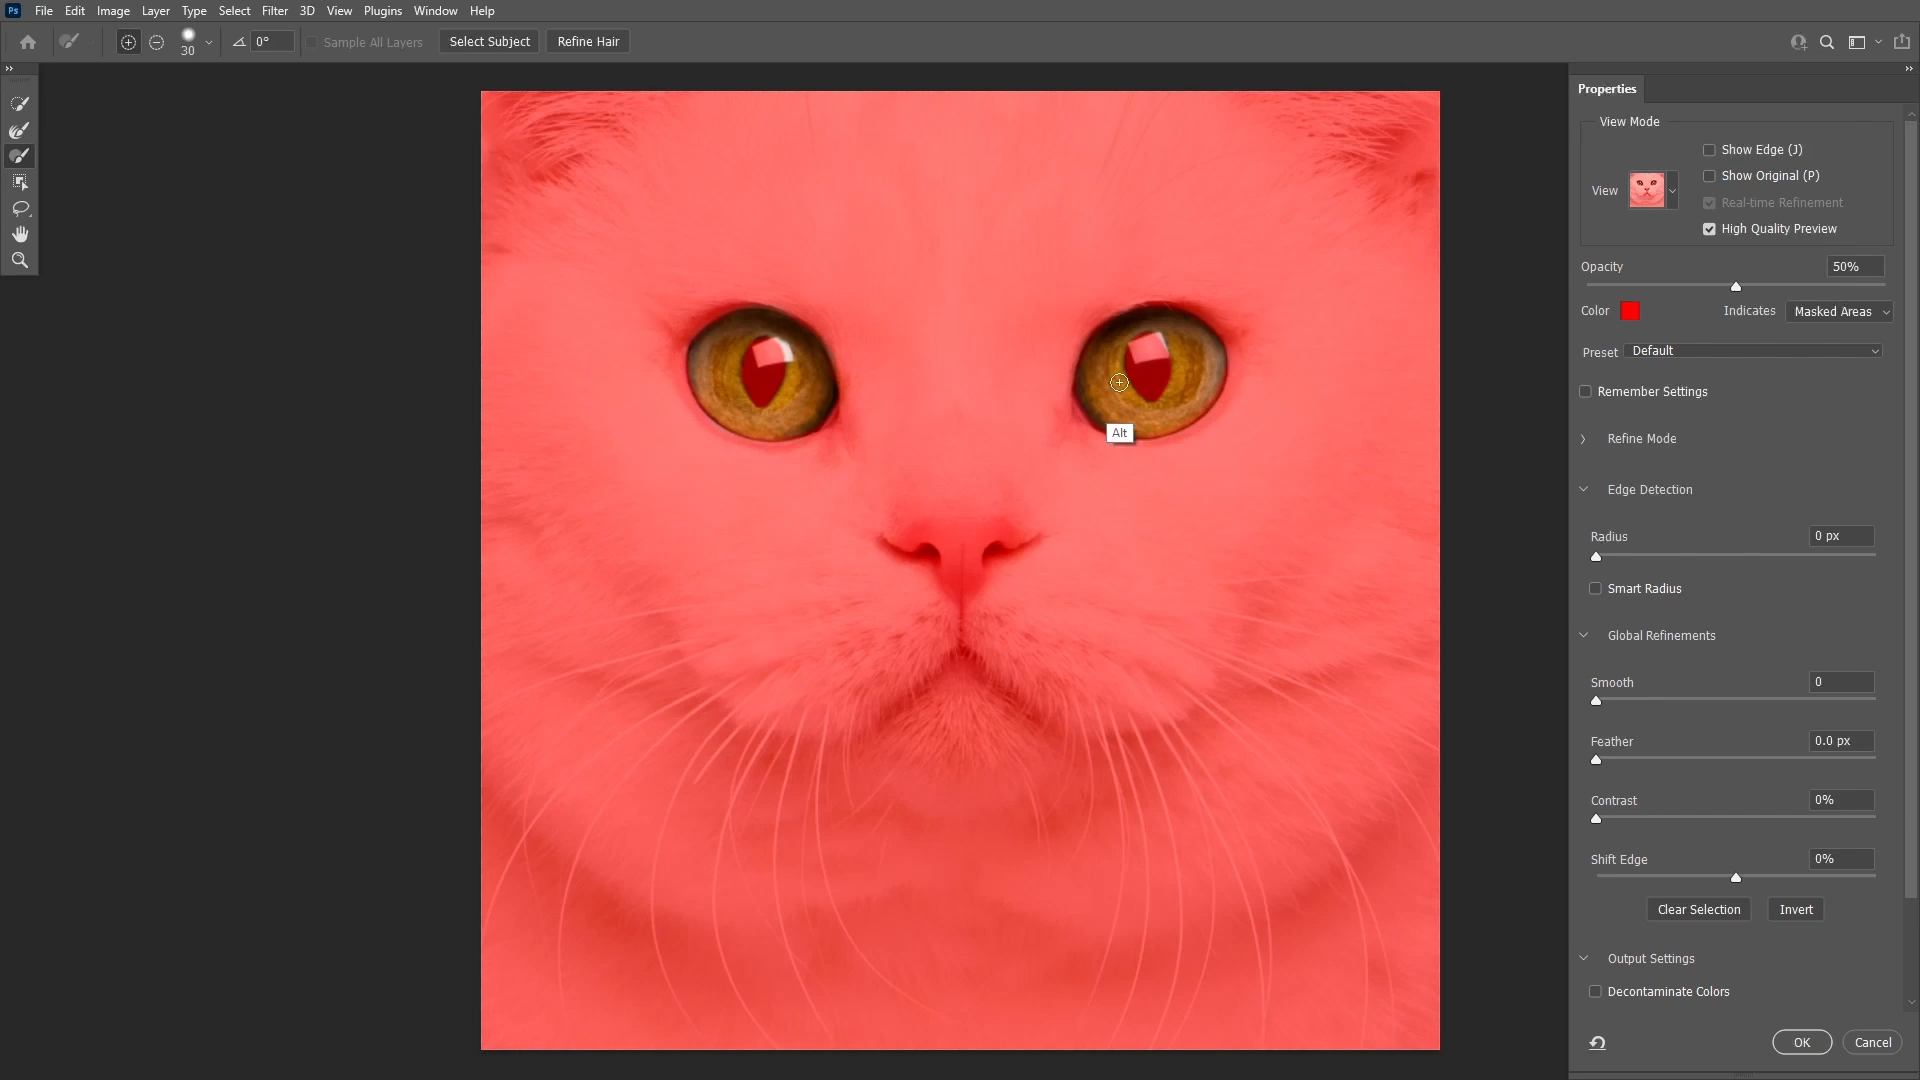 Ps File Edit Image Layer Type Select Filter 3D View Plugins Window Help
30 0° Sample All Layers Select Subject Refine Hair
Properties
View Mode
Show Edge (J)
View Show Original (P)
Real-time Refinement
High Quality Preview
Opacity 50%
Color Indicates Masked Areas
Preset Default
Remember Settings
Refine Mode
Alt
Edge Detection
Radius 0 px
Smart Radius
Global Refinements
Smooth 0
Feather 0.0 px
Contrast 0%
Shift Edge 0%
Clear Selection Invert
Output Settings
Decontaminate Colors
OK Cancel